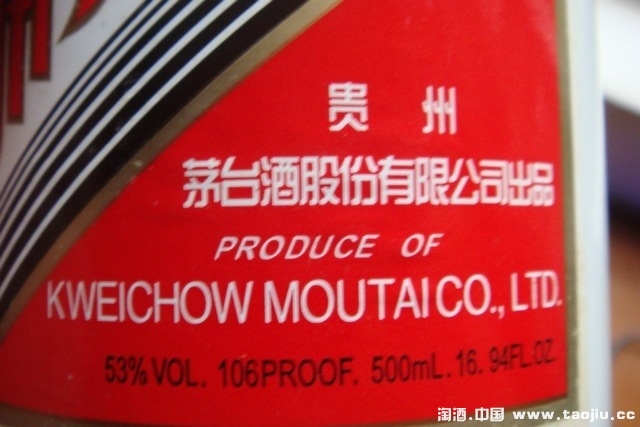 贵 州
茅台酒股份有限公司出品
PRODUCE OF
KWEICHOW MOUTAI CO., LTD.
53% VOL. 106PROOF. 500mL. 16. 94FL.OZ.
淘酒.中国 www.taojiu.cc